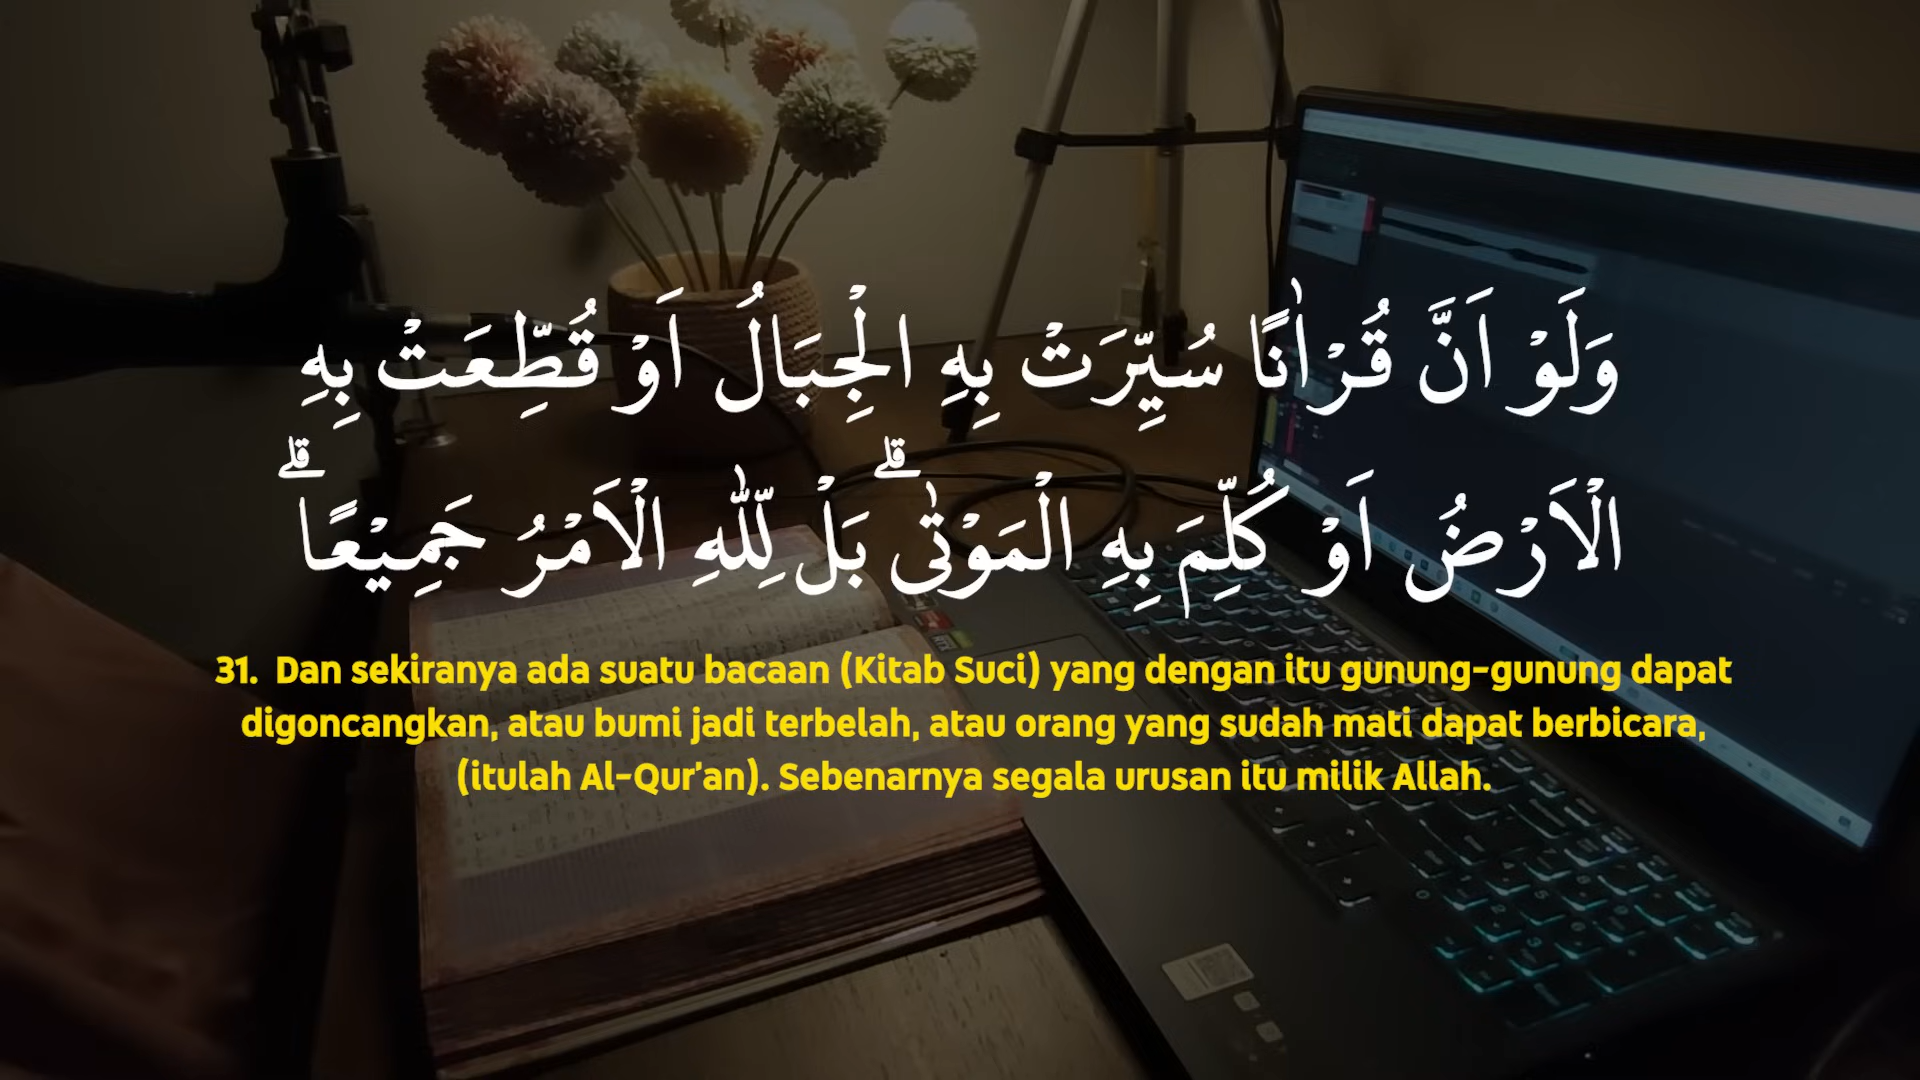 وَلَوْ اَنَّ قُرْاٰنًا سُيِّرَتْ بِهِ الْجِبَالُ اَوْ قُطِّعَتْ بِهِ
الْاَرْضُ اَوْ كُلِّمَ بِهِ الْمَوْتٰىۗ بَلْ لِّلّٰهِ الْاَمْرُ جَمِيْعًاۗ
31. Dan sekiranya ada suatu bacaan (Kitab Suci) yang dengan itu gunung-gunung dapat
digoncangkan, atau bumi jadi terbelah, atau orang yang sudah mati dapat berbicara,
(itulah Al-Qur’an). Sebenarnya segala urusan itu milik Allah.